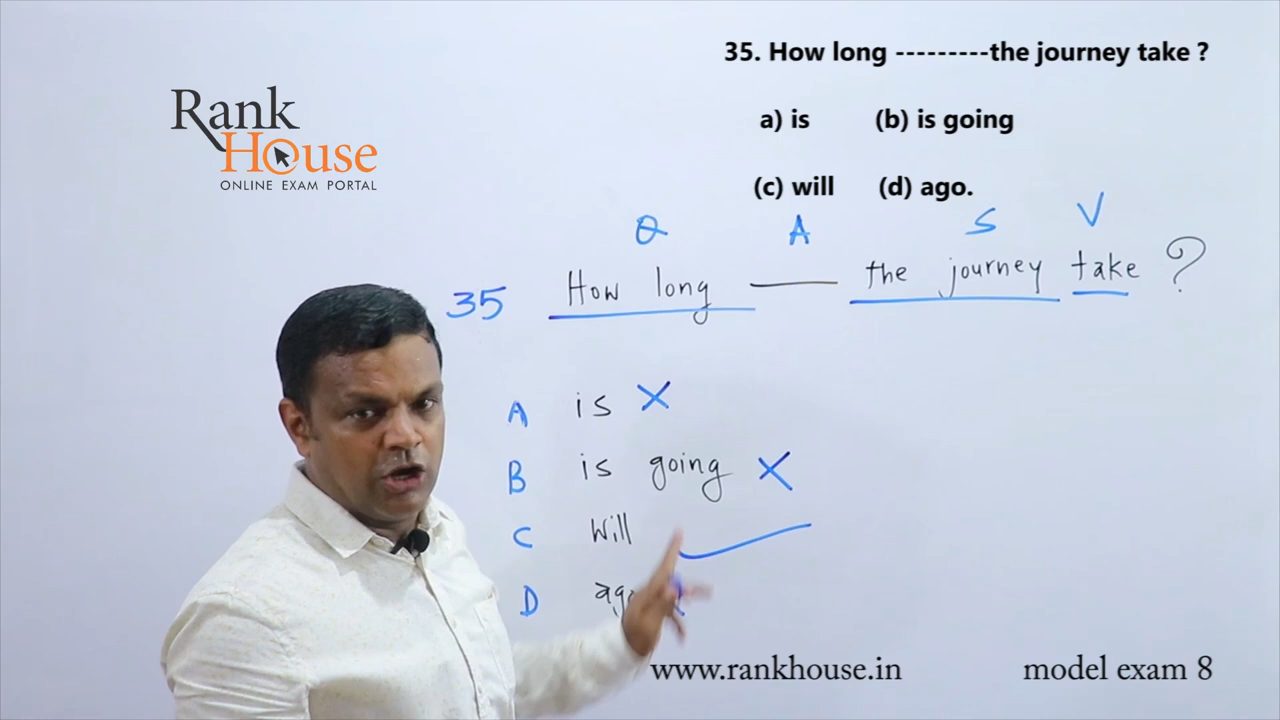 35. How long ---------the journey take ?
a) is (b) is going
(c) will (d) ago.
Rank
House
ONLINE EXAM PORTAL
Q A S V
35 How long the journey take ?
A is X
B is going X
C will
D
www.rankhouse.in model exam 8